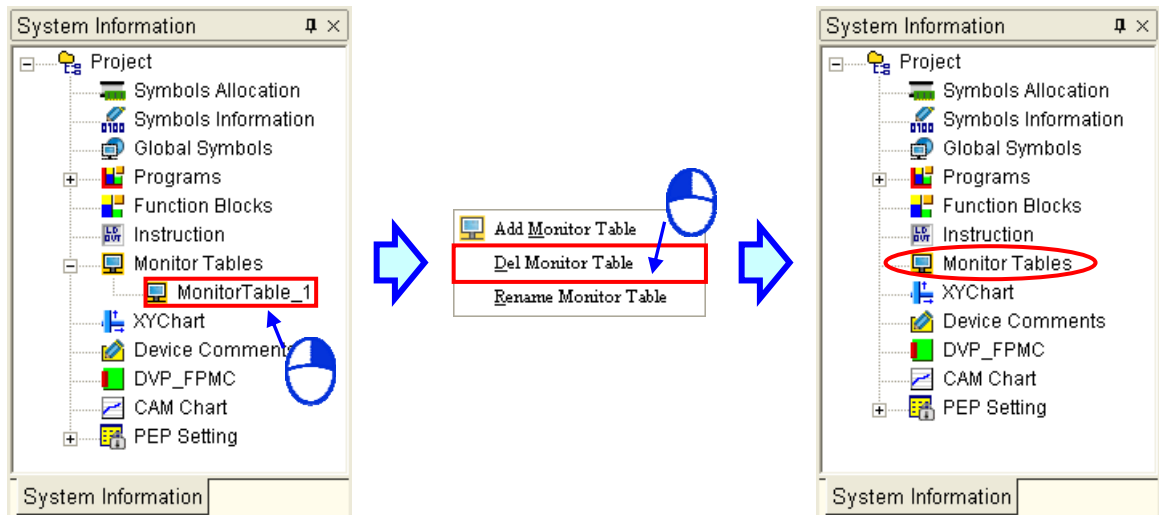 System Information
Project
Symbols Allocation
Symbols Information
Global Symbols
Programs
Function Blocks
Instruction
Monitor Tables
MonitorTable_1
XYChart
Device Comments
DVP_FPMC
CAM Chart
PEP Setting
System Information
Add Monitor Table
Del Monitor Table
Rename Monitor Table
System Information
Project
Symbols Allocation
Symbols Information
Global Symbols
Programs
Function Blocks
Instruction
Monitor Tables
XYChart
Device Comments
DVP_FPMC
CAM Chart
PEP Setting
System Information